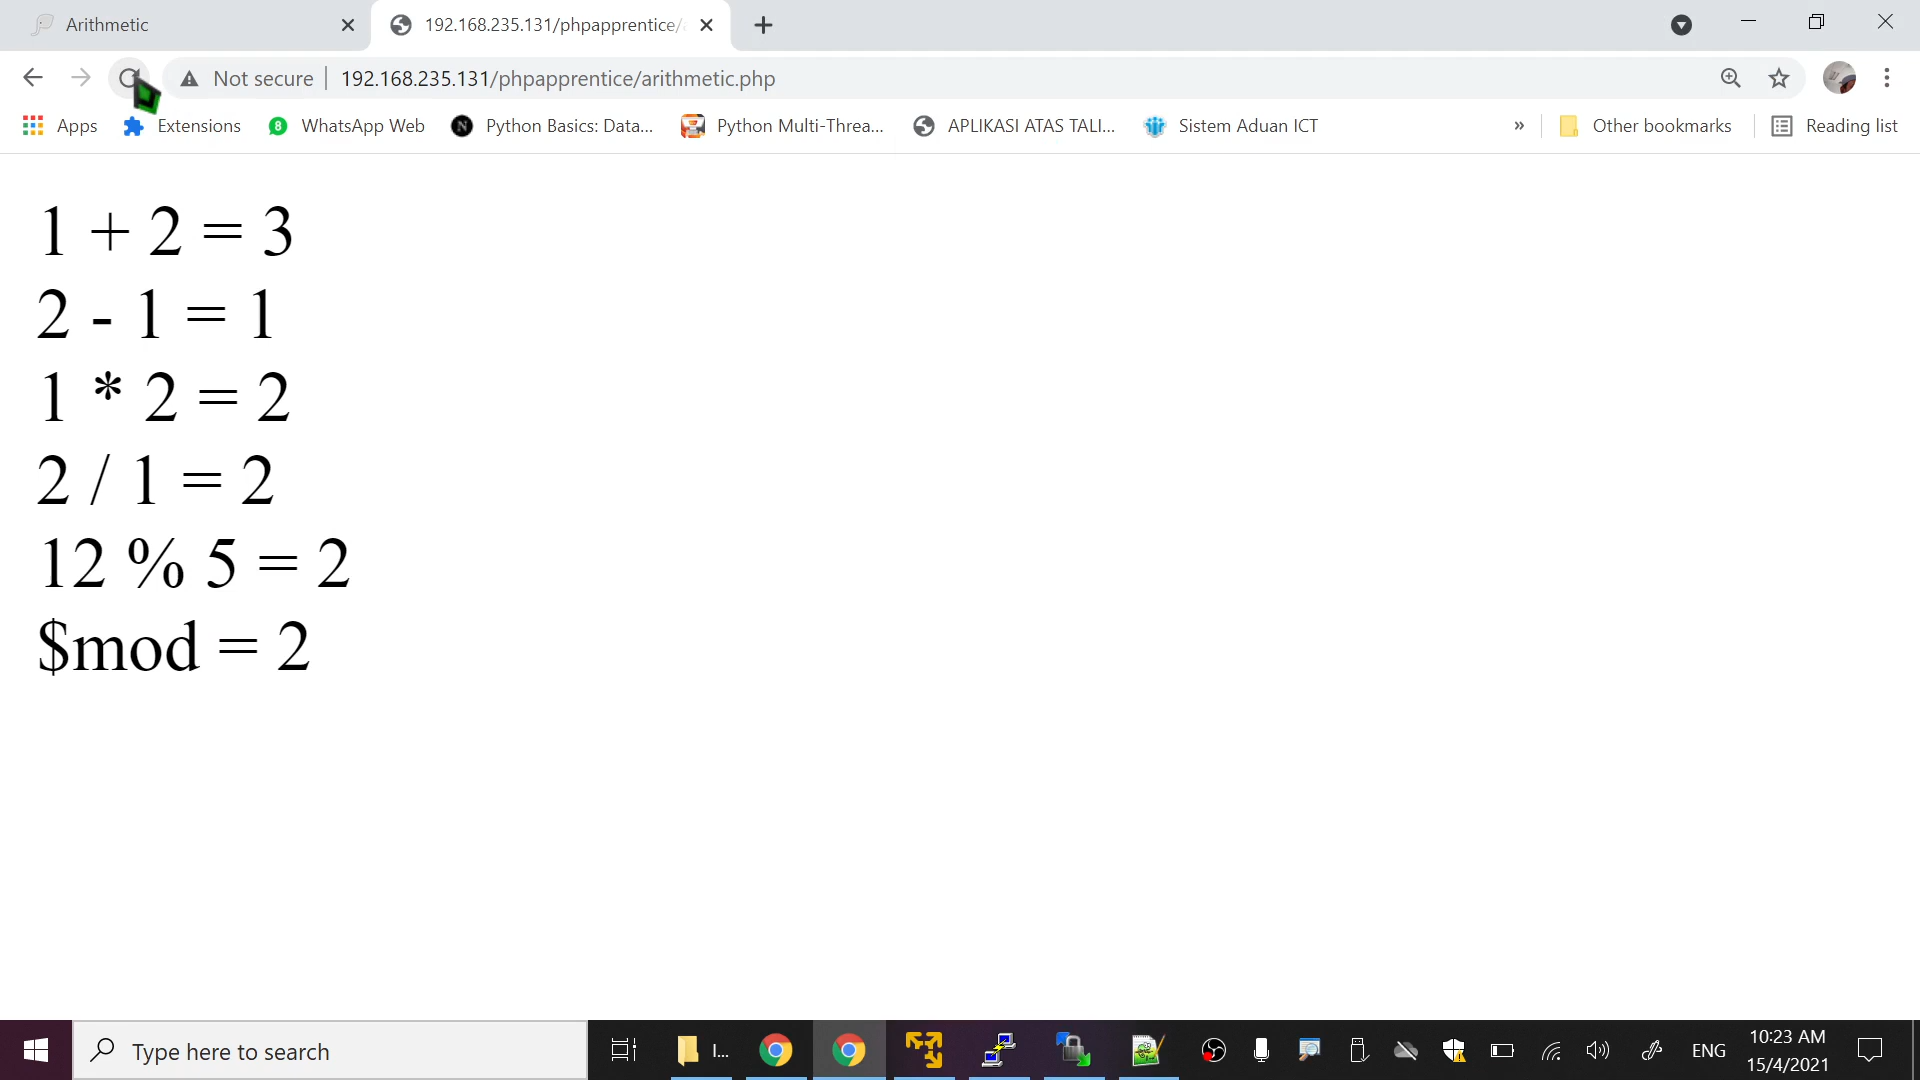 Arithmetic
192.168.235.131/phpapprentice/
Not secure
192.168.235.131/phpapprentice/arithmetic.php
Apps
Extensions
8
WhatsApp Web
N
Python Basics: Data...
Python Multi-Threa...
APLIKASI ATAS TALI...
Sistem Aduan ICT
»
Other bookmarks
Reading list
1 + 2 = 3
2 - 1 = 1
1 * 2 = 2
2 / 1 = 2
12 % 5 = 2
$mod = 2
Type here to search
I...
ENG
10:23 AM
15/4/2021